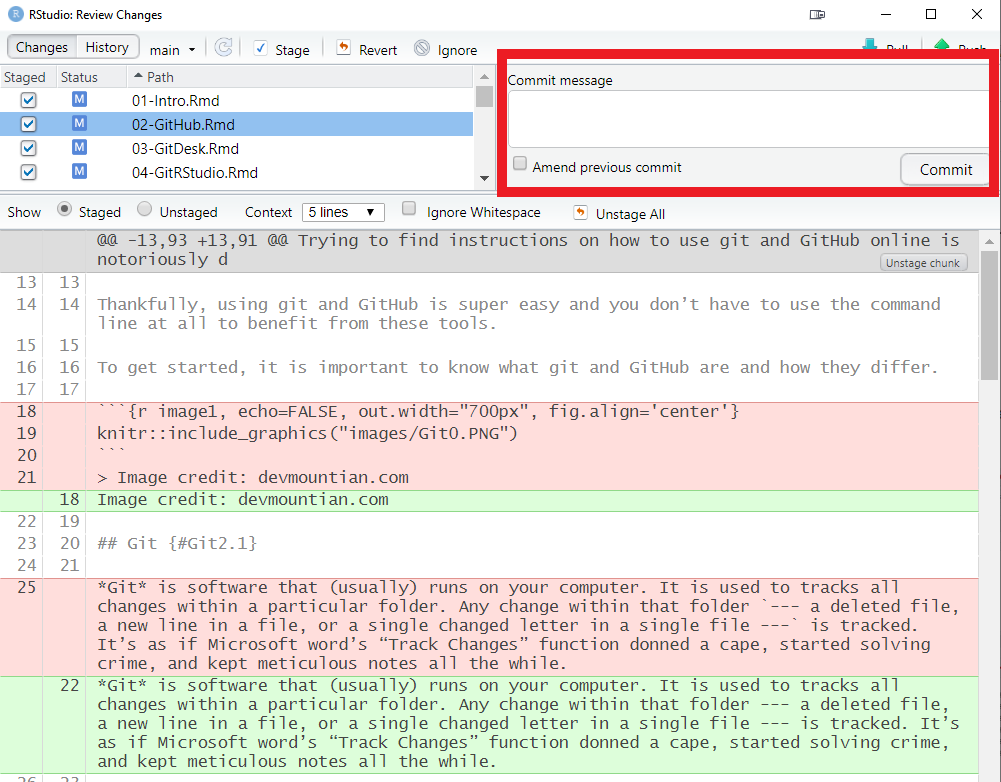 RStudio: Review Changes
Changes History main Stage Revert Ignore Pull Push
Staged Status Path
M 01-Intro.Rmd
M 02-GitHub.Rmd
M 03-GitDesk.Rmd
M 04-GitRStudio.Rmd
Commit message
Amend previous commit Commit
Show Staged Unstaged Context 5 lines Ignore Whitespace Unstage All
@@ -13,93 +13,91 @@ Trying to find instructions on how to use git and GitHub online is
notoriously d
Unstage chunk
13 13
14 14 Thankfully, using git and GitHub is super easy and you don’t have to use the command
line at all to benefit from these tools.
15 15
16 16 To get started, it is important to know what git and GitHub are and how they differ.
17 17
18 ```{r image1, echo=FALSE, out.width="700px", fig.align='center'}
19 knitr::include_graphics("images/Git0.PNG")
20 ```
21 > Image credit: devmountian.com
18 Image credit: devmountian.com
22 19
23 20 ## Git {#Git2.1}
24 21
25 *Git* is software that (usually) runs on your computer. It is used to tracks all
changes within a particular folder. Any change within that folder `--- a deleted file,
a new line in a file, or a single changed letter in a single file ---` is tracked.
It’s as if Microsoft word’s “Track Changes” function donned a cape, started solving
crime, and kept meticulous notes all the while.
22 *Git* is software that (usually) runs on your computer. It is used to tracks all
changes within a particular folder. Any change within that folder --- a deleted file,
a new line in a file, or a single changed letter in a single file --- is tracked. It’s
as if Microsoft word’s “Track Changes” function donned a cape, started solving crime,
and kept meticulous notes all the while.
26 23